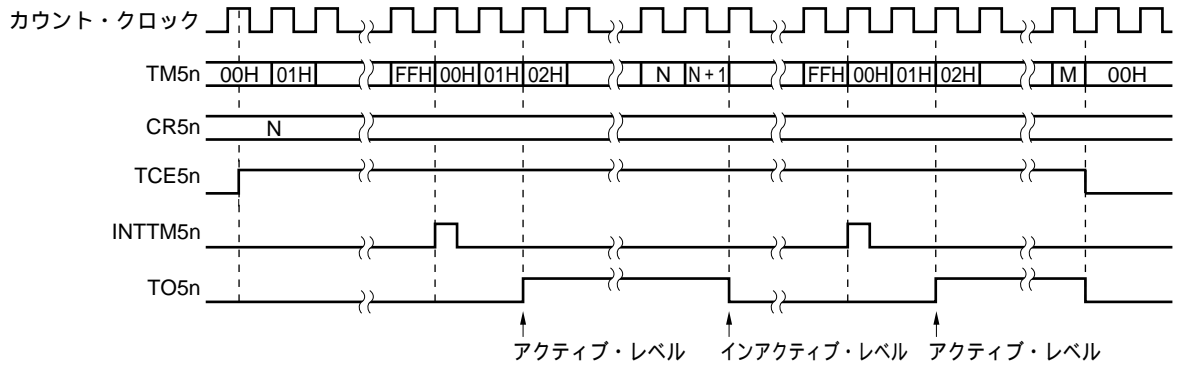 カウント・クロック
TM5n 00H 01H FFH 00H 01H 02H N N+1 FFH 00H 01H 02H M 00H
CR5n N
TCE5n
INTTM5n
TO5n
アクティブ・レベル インアクティブ・レベル アクティブ・レベル